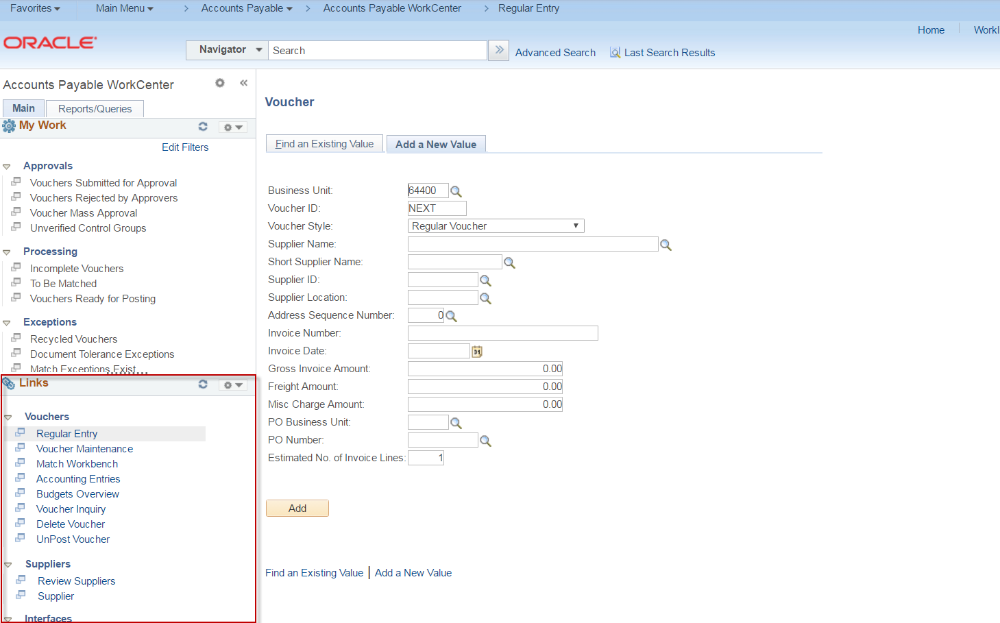 Favorites Main Menu > Accounts Payable > Accounts Payable WorkCenter > Regular Entry
Home Workl
ORACLE
Navigator Search Advanced Search Last Search Results
Accounts Payable WorkCenter
Main Reports/Queries
My Work
Edit Filters
Approvals
Vouchers Submitted for Approval
Vouchers Rejected by Approvers
Voucher Mass Approval
Unverified Control Groups
Processing
Incomplete Vouchers
To Be Matched
Vouchers Ready for Posting
Exceptions
Recycled Vouchers
Document Tolerance Exceptions
Match Exceptions Exist
Links
Vouchers
Regular Entry
Voucher Maintenance
Match Workbench
Accounting Entries
Budgets Overview
Voucher Inquiry
Delete Voucher
UnPost Voucher
Suppliers
Review Suppliers
Supplier
Interfaces
Voucher
Find an Existing Value Add a New Value
Business Unit: 64400
Voucher ID: NEXT
Voucher Style: Regular Voucher
Supplier Name:
Short Supplier Name:
Supplier ID:
Supplier Location:
Address Sequence Number: 0
Invoice Number:
Invoice Date: 31
Gross Invoice Amount: 0.00
Freight Amount: 0.00
Misc Charge Amount: 0.00
PO Business Unit:
PO Number:
Estimated No. of Invoice Lines: 1
Add
Find an Existing Value | Add a New Value